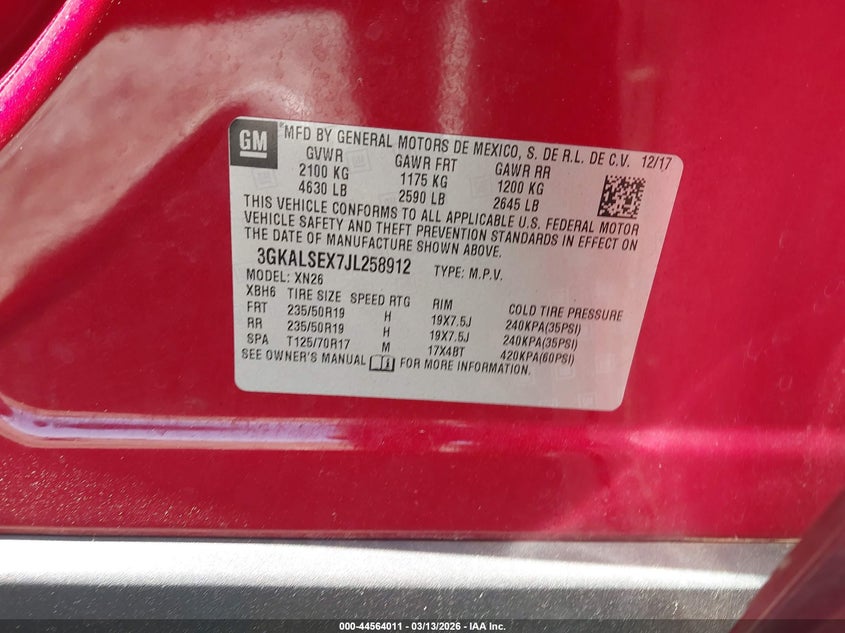 GM
*MFD BY GENERAL MOTORS DE MEXICO, S. DE R.L. DE C.V. 12/17
GVWR GAWR FRT GAWR RR
2100 KG 1175 KG 1200 KG
4630 LB 2590 LB 2645 LB
THIS VEHICLE CONFORMS TO ALL APPLICABLE U.S. FEDERAL MOTOR
VEHICLE SAFETY AND THEFT PREVENTION STANDARDS IN EFFECT ON
THE DATE OF MANUFACTURE SHOWN ABOVE.
3GKALSEX7JL258912 TYPE: M.P.V.
MODEL: XN26
XBH6 TIRE SIZE SPEED RTG RIM COLD TIRE PRESSURE
FRT 235/50R19 H 19X7.5J 240KPA(35PSI)
RR 235/50R19 H 19X7.5J 240KPA(35PSI)
SPA T125/70R17 M 17X4BT 420KPA(60PSI)
SEE OWNER'S MANUAL FOR MORE INFORMATION.
000-44564011 - 03/13/2026 - IAA Inc.